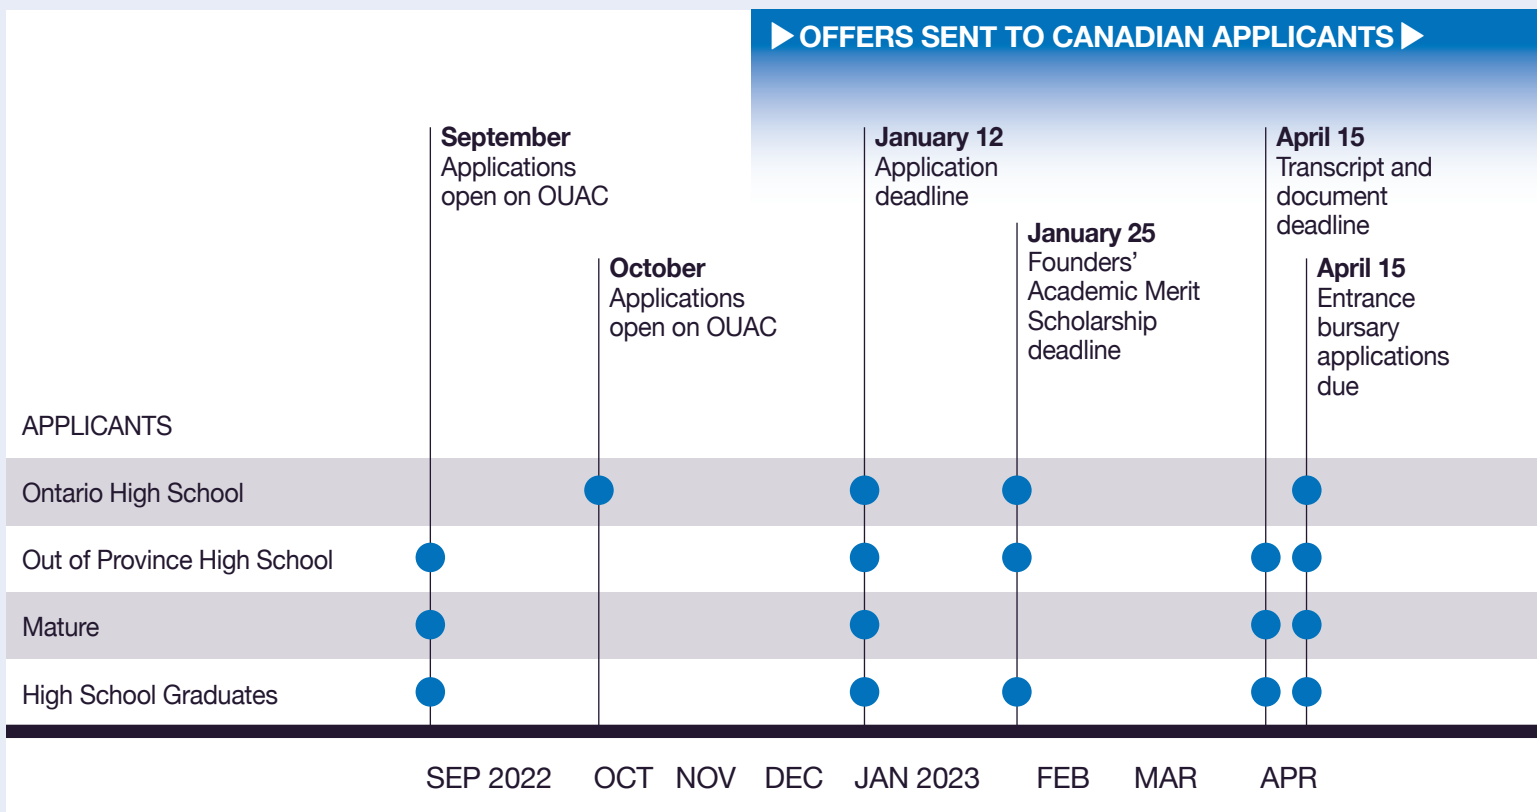 OFFERS SENT TO CANADIAN APPLICANTS
September
Applications
open on OUAC
October
Applications
open on OUAC
January 12
Application
deadline
January 25
Founders’
Academic Merit
Scholarship
deadline
April 15
Transcript and
document
deadline
April 15
Entrance
bursary
applications
due
APPLICANTS
Ontario High School
Out of Province High School
Mature
High School Graduates
SEP 2022 OCT NOV DEC JAN 2023 FEB MAR APR